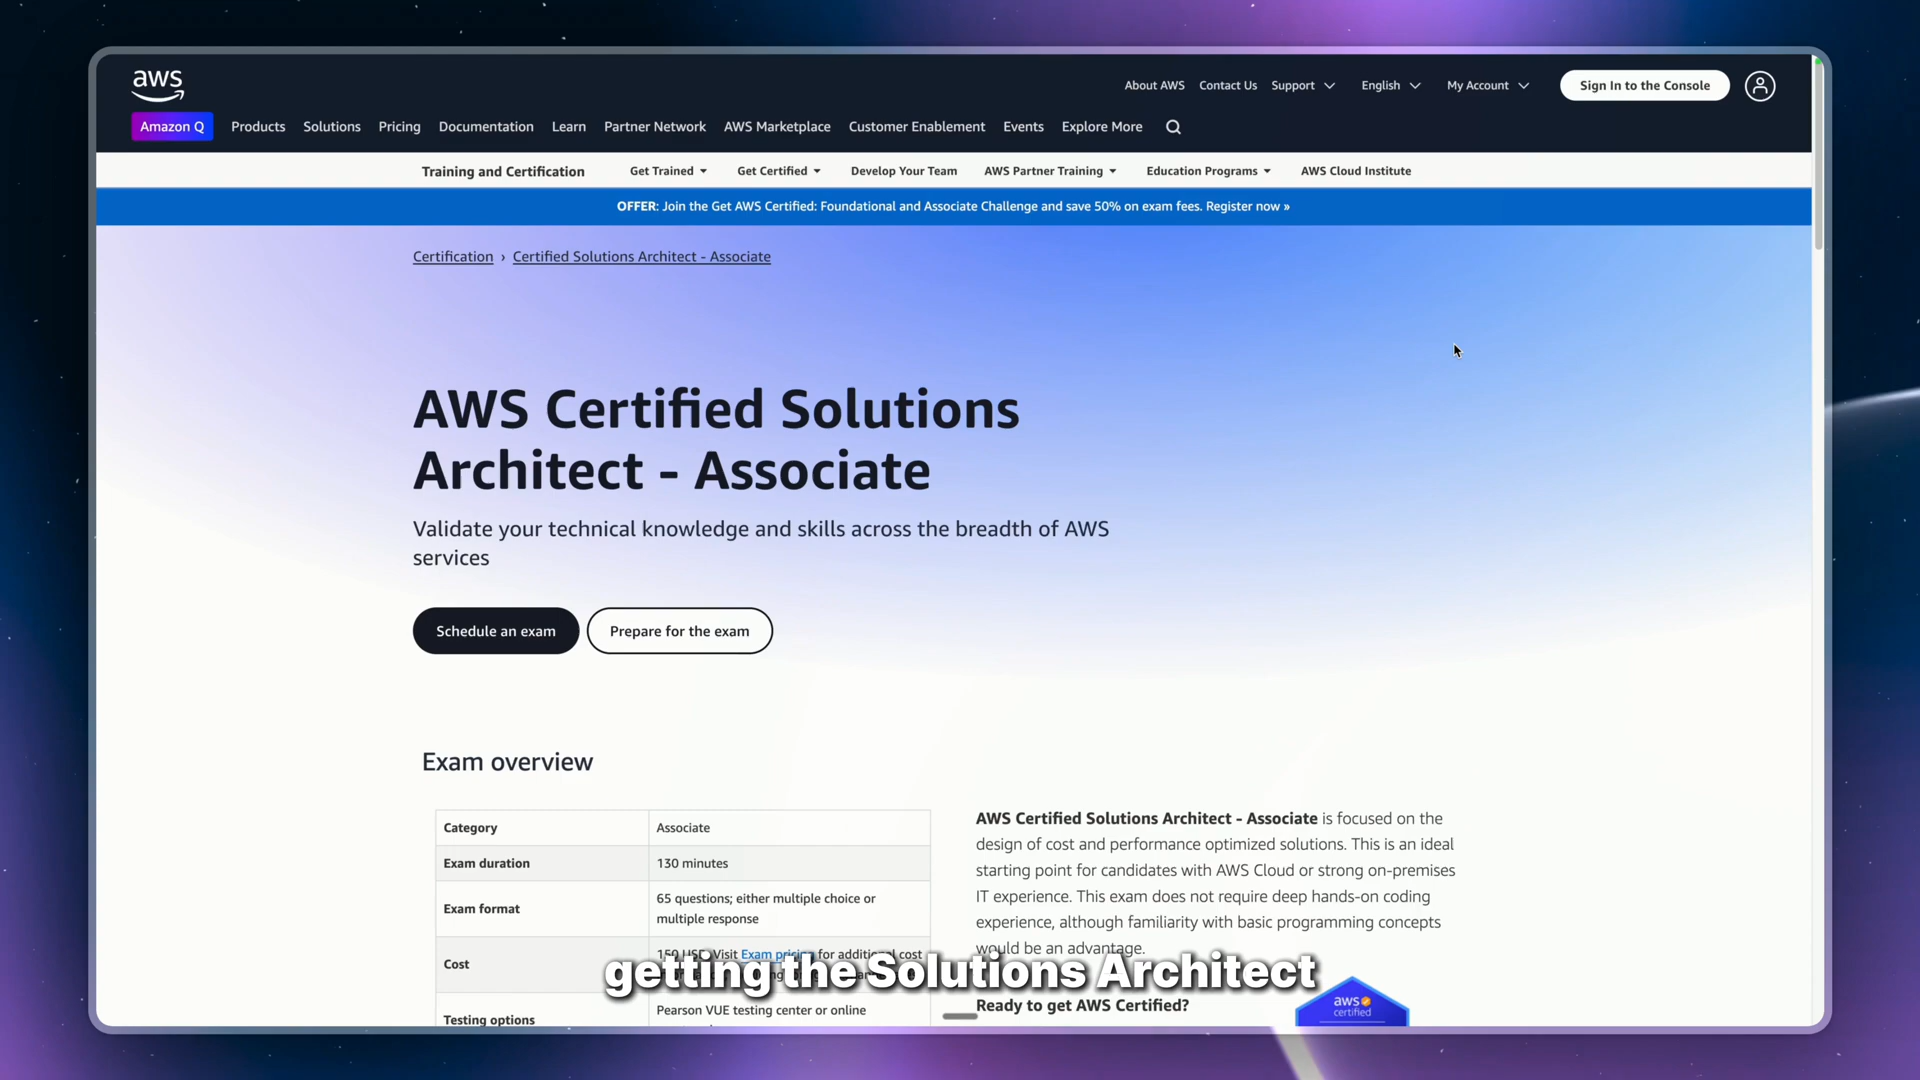 aws
About AWS Contact Us Support English My Account Sign In to the Console
Amazon Q Products Solutions Pricing Documentation Learn Partner Network AWS Marketplace Customer Enablement Events Explore More
Training and Certification Get Trained Get Certified Develop Your Team AWS Partner Training Education Programs AWS Cloud Institute
OFFER: Join the Get AWS Certified: Foundational and Associate Challenge and save 50% on exam fees. Register now »
Certification › Certified Solutions Architect - Associate
AWS Certified Solutions
Architect - Associate
Validate your technical knowledge and skills across the breadth of AWS
services
Schedule an exam Prepare for the exam
Exam overview
Category Associate
Exam duration 130 minutes
Exam format 65 questions; either multiple choice or
multiple response
Cost 150 USD. Visit Exam pricing for additional cost
Testing options Pearson VUE testing center or online
AWS Certified Solutions Architect - Associate is focused on the
design of cost and performance optimized solutions. This is an ideal
starting point for candidates with AWS Cloud or strong on-premises
IT experience. This exam does not require deep hands-on coding
experience, although familiarity with basic programming concepts
would be an advantage.
getting the Solutions Architect
Ready to get AWS Certified?
aws
certified